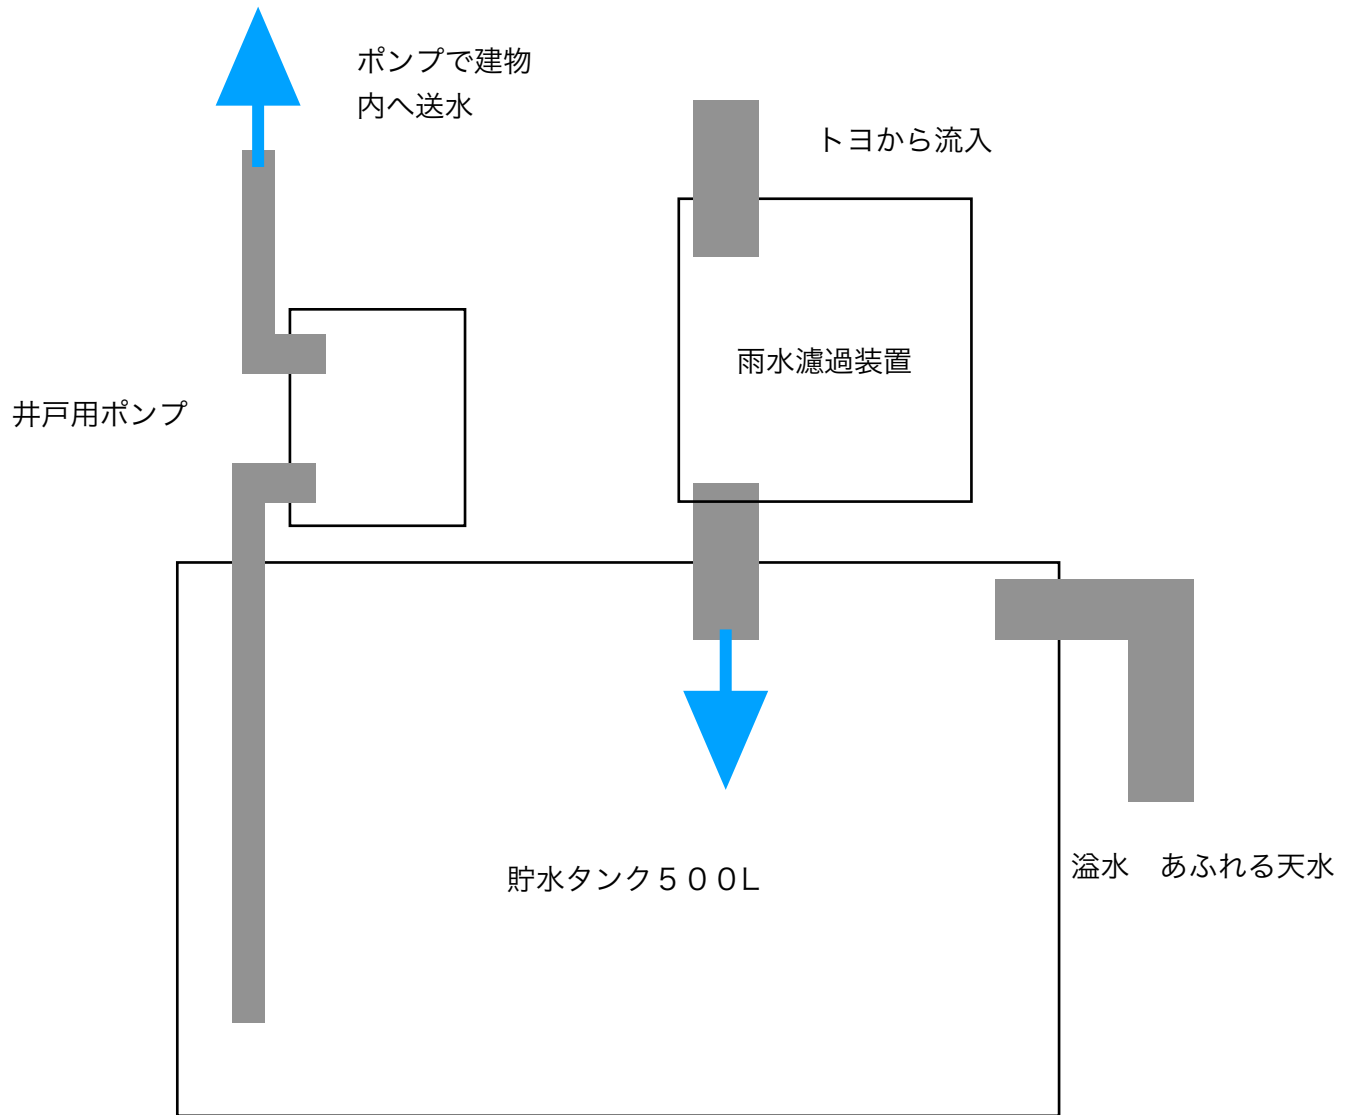 ポンプで建物
内へ送水
トヨから流入
雨水濾過装置
井戸用ポンプ
貯水タンク５００L
溢水　あふれる天水